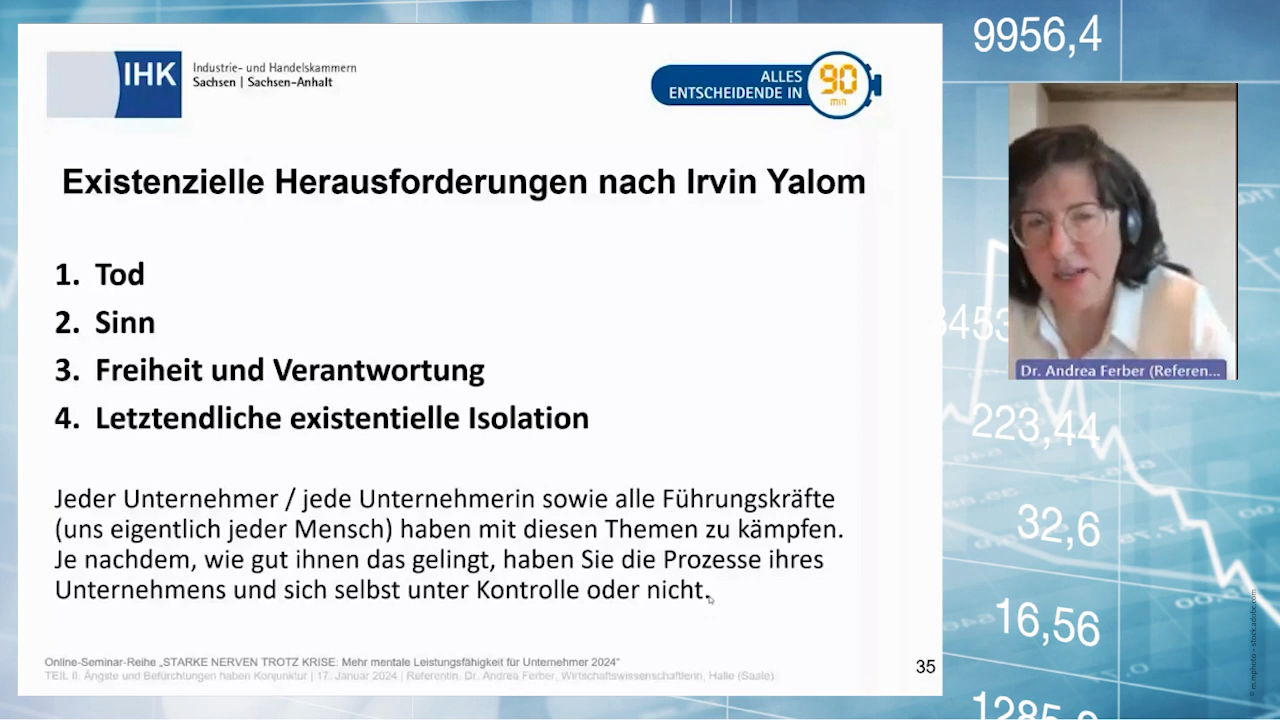 9956,4
IHK
Industrie- und Handelskammern
Sachsen | Sachsen-Anhalt
ALLES
ENTSCHEIDENDE IN
90
min
Existenzielle Herausforderungen nach Irvin Yalom
1. Tod
2. Sinn
3. Freiheit und Verantwortung
4. Letztendliche existentielle Isolation
Jeder Unternehmer / jede Unternehmerin sowie alle Führungskräfte
(uns eigentlich jeder Mensch) haben mit diesen Themen zu kämpfen.
Je nachdem, wie gut ihnen das gelingt, haben Sie die Prozesse ihres
Unternehmens und sich selbst unter Kontrolle oder nicht.
Online-Seminar-Reihe „STARKE NERVEN TROTZ KRISE: Mehr mentale Leistungsfähigkeit für Unternehmer 2024“
TEIL II: Ängste und Befürchtungen haben Konjunktur | 17. Januar 2024 | Referentin: Dr. Andrea Ferber, Wirtschaftswissenschaftlerin, Halle (Saale)
35
Dr. Andrea Ferber (Referen...
223,44
32,6
16,56